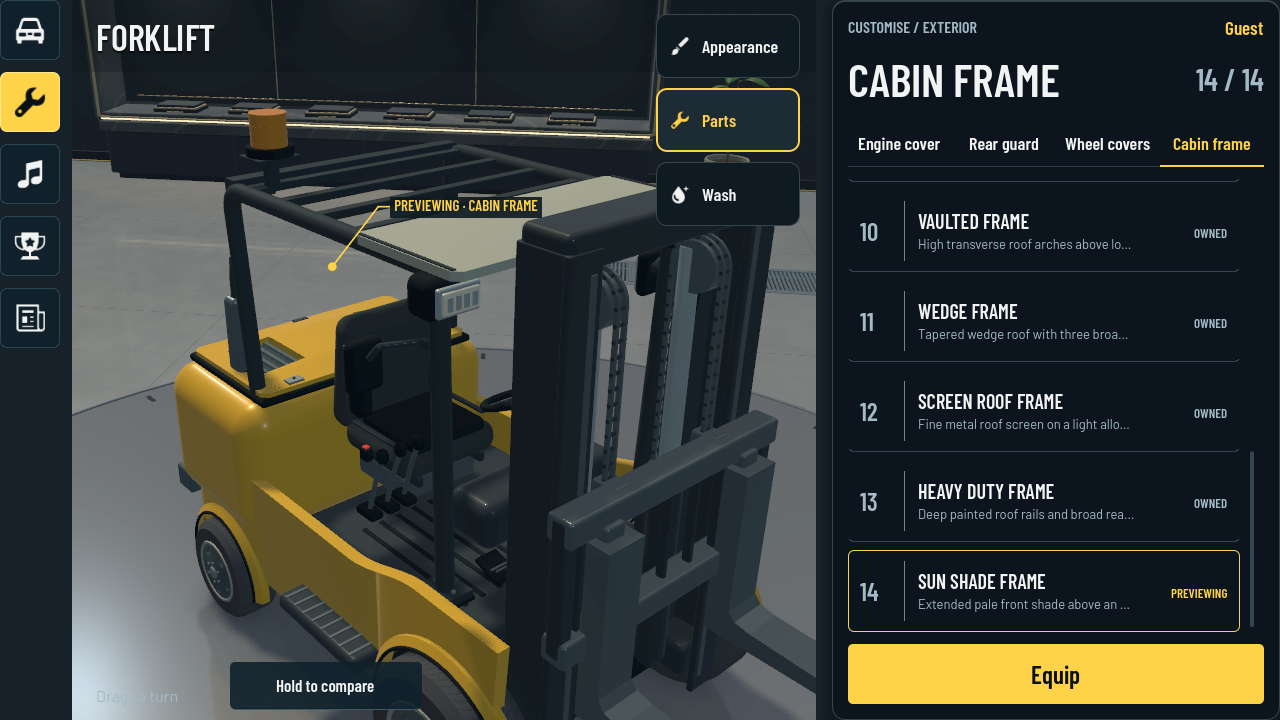 FORKLIFT
Appearance
Parts
Wash
PREVIEWING · CABIN FRAME
Drag to turn
Hold to compare
CUSTOMISE / EXTERIOR
Guest
CABIN FRAME
14 / 14
Engine cover
Rear guard
Wheel covers
Cabin frame
10
VAULTED FRAME
High transverse roof arches above lo...
OWNED
11
WEDGE FRAME
Tapered wedge roof with three broa...
OWNED
12
SCREEN ROOF FRAME
Fine metal roof screen on a light allo...
OWNED
13
HEAVY DUTY FRAME
Deep painted roof rails and broad rea...
OWNED
14
SUN SHADE FRAME
Extended pale front shade above an ...
PREVIEWING
Equip